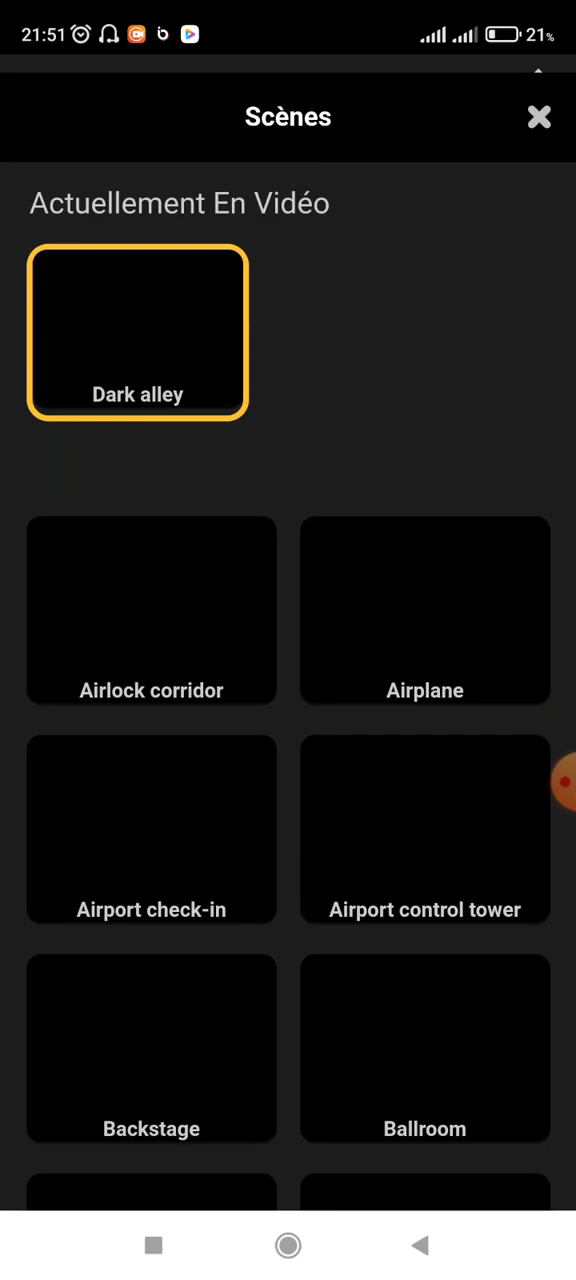 21:51
21%
Scènes
Actuellement En Vidéo
Dark alley
Airlock corridor
Airplane
Airport check-in
Airport control tower
Backstage
Ballroom